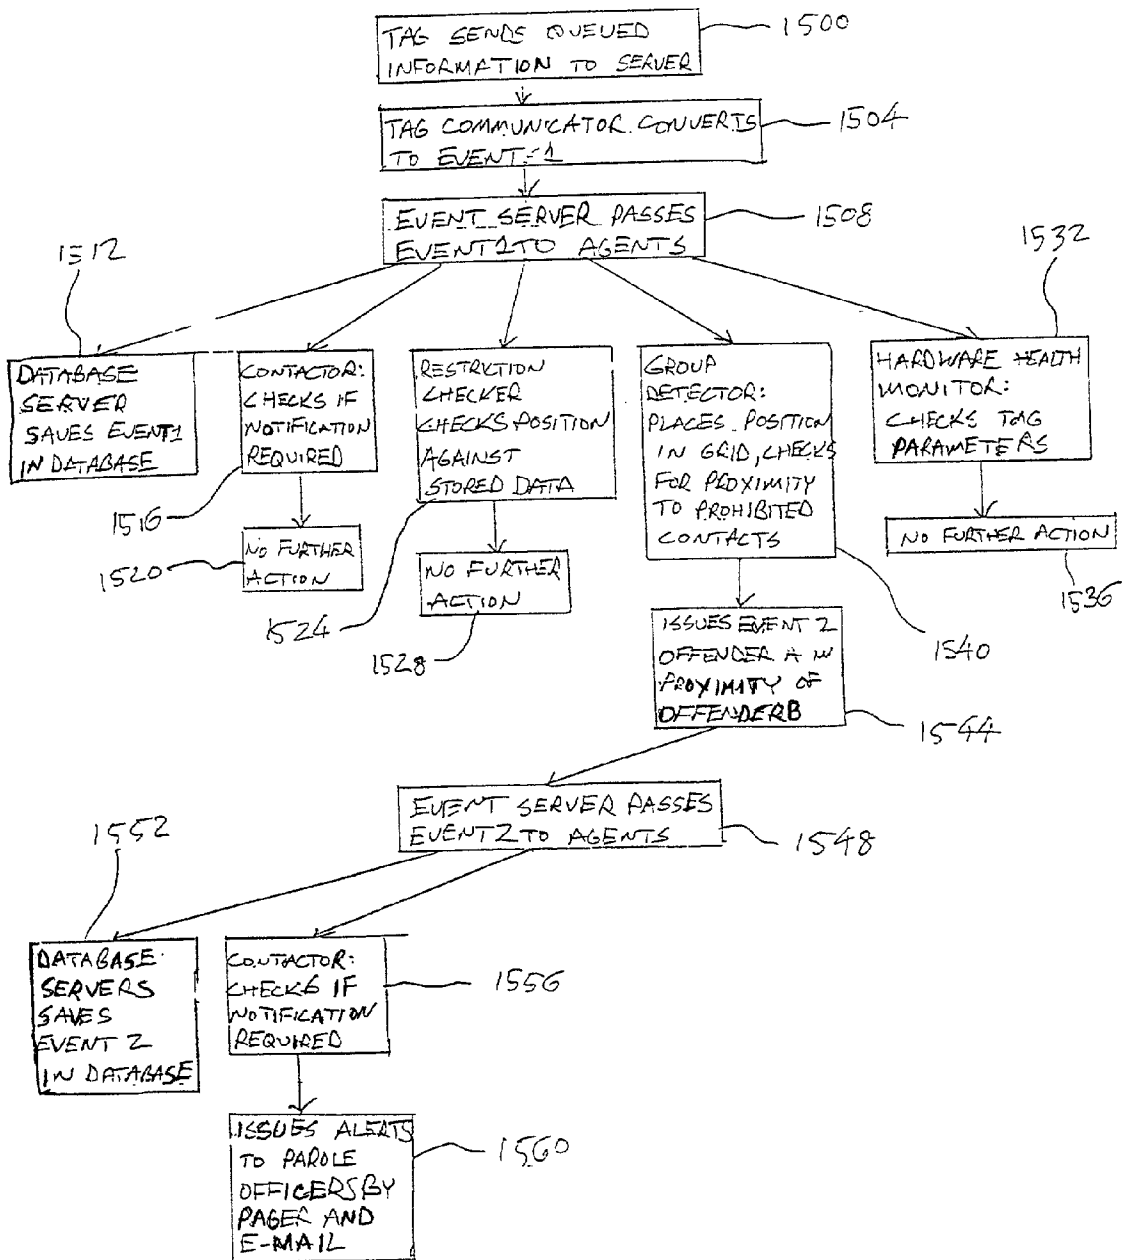 TAG SENDS QUEUED
INFORMATION TO SERVER
1500
TAG COMMUNICATOR CONVERTS
TO EVENT-1
1504
EVENT SERVER PASSES
EVENT1 TO AGENTS
1508
1512
DATABASE
SERVER
SAVES EVENT1
IN DATABASE
CONTACTOR:
CHECKS IF
NOTIFICATION
REQUIRED
1516
NO FURTHER
ACTION
1520
RESTRICTION
CHECKER
CHECKS POSITION
AGAINST
STORED DATA
1524
NO FURTHER
ACTION
1528
GROUP
DETECTOR:
PLACES POSITION
IN GRID, CHECKS
FOR PROXIMITY
TO PROHIBITED
CONTACTS
1540
1532
HARDWARE HEALTH
MONITOR:
CHECKS TAG
PARAMETERS
NO FURTHER ACTION
1536
ISSUES EVENT 2
OFFENDER A IN
PROXIMITY OF
OFFENDER B
1544
EVENT SERVER PASSES
EVENT 2 TO AGENTS
1548
1552
DATABASE
SERVERS
SAVES
EVENT 2
IN DATABASE
CONTACTOR:
CHECKS IF
NOTIFICATION
REQUIRED
1556
ISSUES ALERTS
TO PAROLE
OFFICERS BY
PAGER AND
E-MAIL
1560